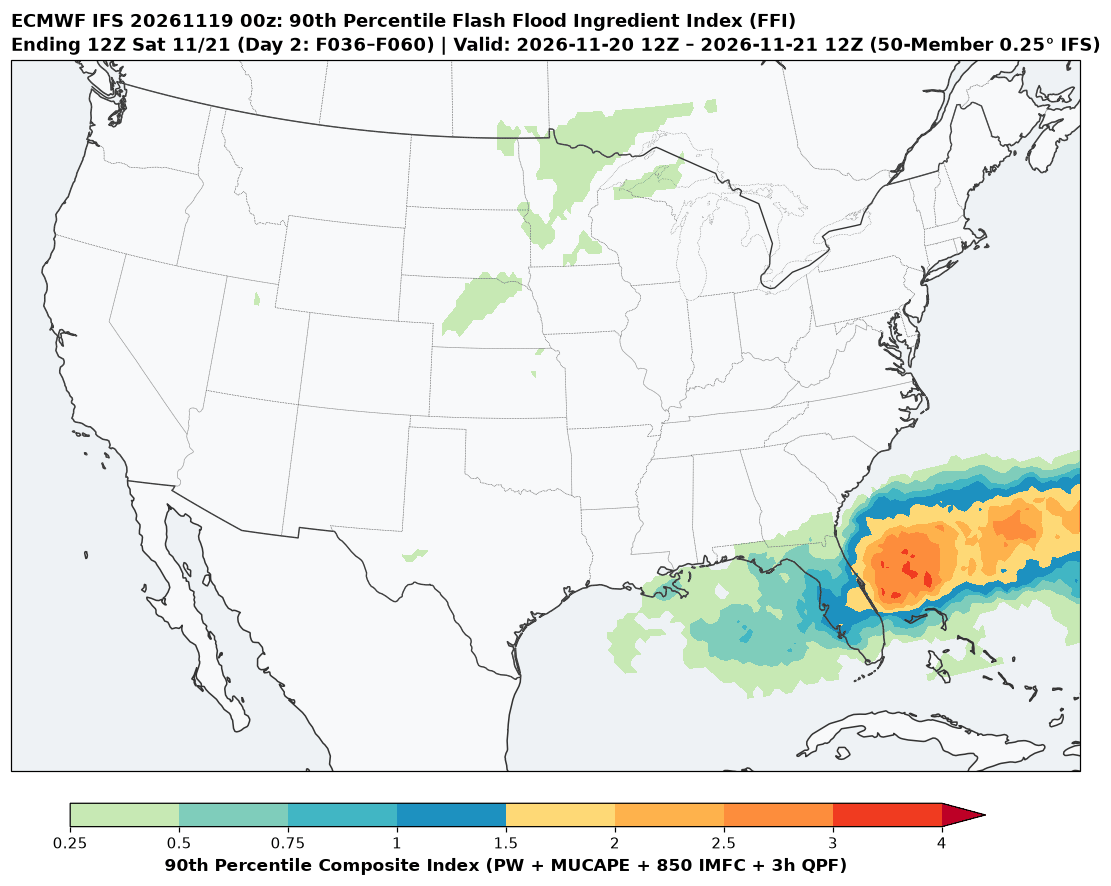 ECMWF IFS 20261119 00z: 90th Percentile Flash Flood Ingredient Index (FFI)
Ending 12Z Sat 11/21 (Day 2: F036–F060) | Valid: 2026-11-20 12Z – 2026-11-21 12Z (50-Member 0.25° IFS)
0.25 0.5 0.75 1 1.5 2 2.5 3 4
90th Percentile Composite Index (PW + MUCAPE + 850 IMFC + 3h QPF)